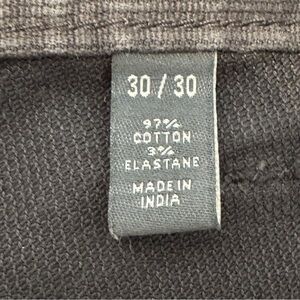 30 / 30
97%
COTTON
3%
ELASTANE
MADE IN
INDIA